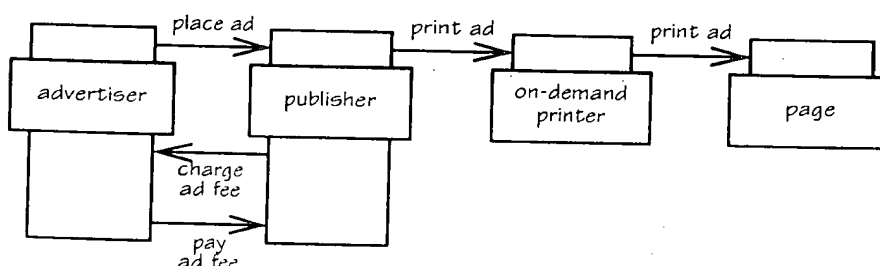 place ad
print ad
print ad
advertiser
publisher
on-demand
printer
page
charge
ad fee
pay
ad fee